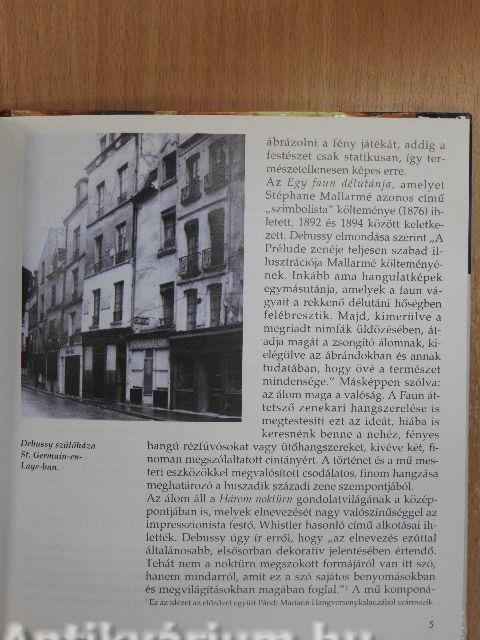 ábrázolni a fény játékát, addig a
festészet csak statikusan, így ter-
mészetellenesen képes erre.
Az Egy faun délutánja, amelyet
Stéphane Mallarmé azonos című
„szimbolista” költeménye (1876) ih-
letett, 1892 és 1894 között keletke-
zett. Debussy elmondása szerint „A
Prélude zenéje teljesen szabad il-
lusztrációja Mallarmé költeményé-
nek. Inkább ama hangulatképek
egymásutánja, amelyek a faun vá-
gyait a rekkenő délutáni hőségben
felébresztik. Majd, kimerülve a
megriadt nimfák üldözésében, át-
adja magát a zsongító álomnak, ki-
elégülve az ábrándokban és annak
tudatában, hogy övé a természet
mindensége.” Másképpen szólva:
az álom maga a valóság. A Faun át-
tetsző zenekari hangszerelése is
megtestesíti ezt az ideát, hiába is
keresnénk benne a nehéz, fényes
hangú rézfúvósokat vagy ütőhangszereket, kivéve két, fi-
noman megszólaltatott cintányért. A történet és a mű mes-
teri eszközökkel megvalósított csodálatos, finom hangzása
meghatározó a huszadik századi zene szempontjából.
Az álom áll a Három noktürn gondolatvilágának a közép-
pontjában is, melyek elnevezését nagy valószínűséggel az
impresszionista festő, Whistler hasonló című alkotásai ih-
lették. Debussy úgy ír erről, hogy „az elnevezés ezúttal
általánosabb, elsősorban dekoratív jelentésében értendő.
Tehát nem a noktürn megszokott formájáról van itt szó,
hanem mindarról, amit ez a szó sajátos benyomásokban
és megvilágításokban magában foglal.”¹ A mű komponá-
¹ Ez az idézet az előzővel együtt Pándi Mariann Hangversenykalauzából származik.
5
Debussy szülőháza
St. Germain-en-
Laye-ban.
Antikvárium.hu